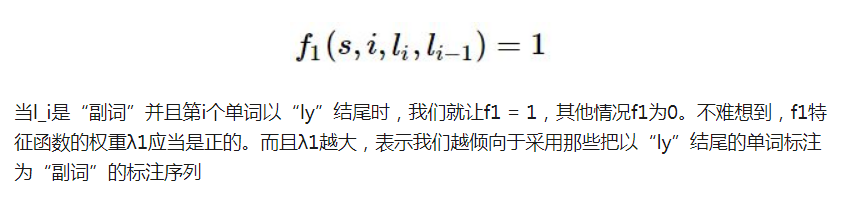 f₁(s, i, lᵢ, lᵢ₋₁) = 1
当l_i是“副词”并且第i个单词以“ly”结尾时，我们就让f1 = 1，其他情况f1为0。不难想到，f1特
征函数的权重λ1应当是正的。而且λ1越大，表示我们越倾向于采用那些把以“ly”结尾的单词标注
为“副词”的标注序列